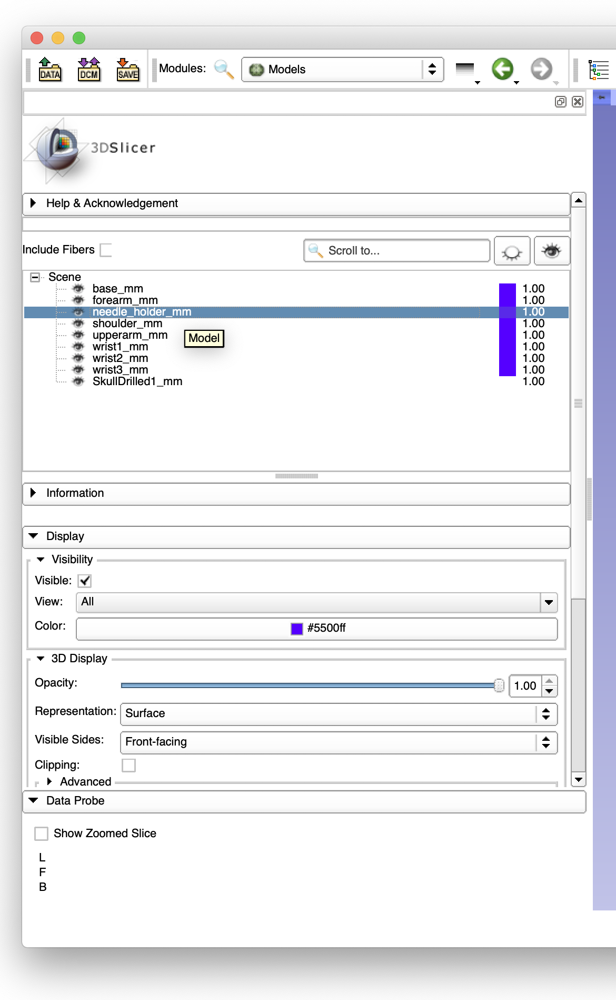 DATA DCM SAVE Modules: Models
3DSlicer
Help & Acknowledgement
Include Fibers Scroll to...
Scene
base_mm 1.00
forearm_mm 1.00
needle_holder_mm 1.00
shoulder_mm 1.00
upperarm_mm 1.00
Model
wrist1_mm 1.00
wrist2_mm 1.00
wrist3_mm 1.00
SkullDrilled1_mm 1.00
Information
Display
Visibility
Visible:
View: All
Color: #5500ff
3D Display
Opacity: 1.00
Representation: Surface
Visible Sides: Front-facing
Clipping:
Advanced
Data Probe
Show Zoomed Slice
L
F
B